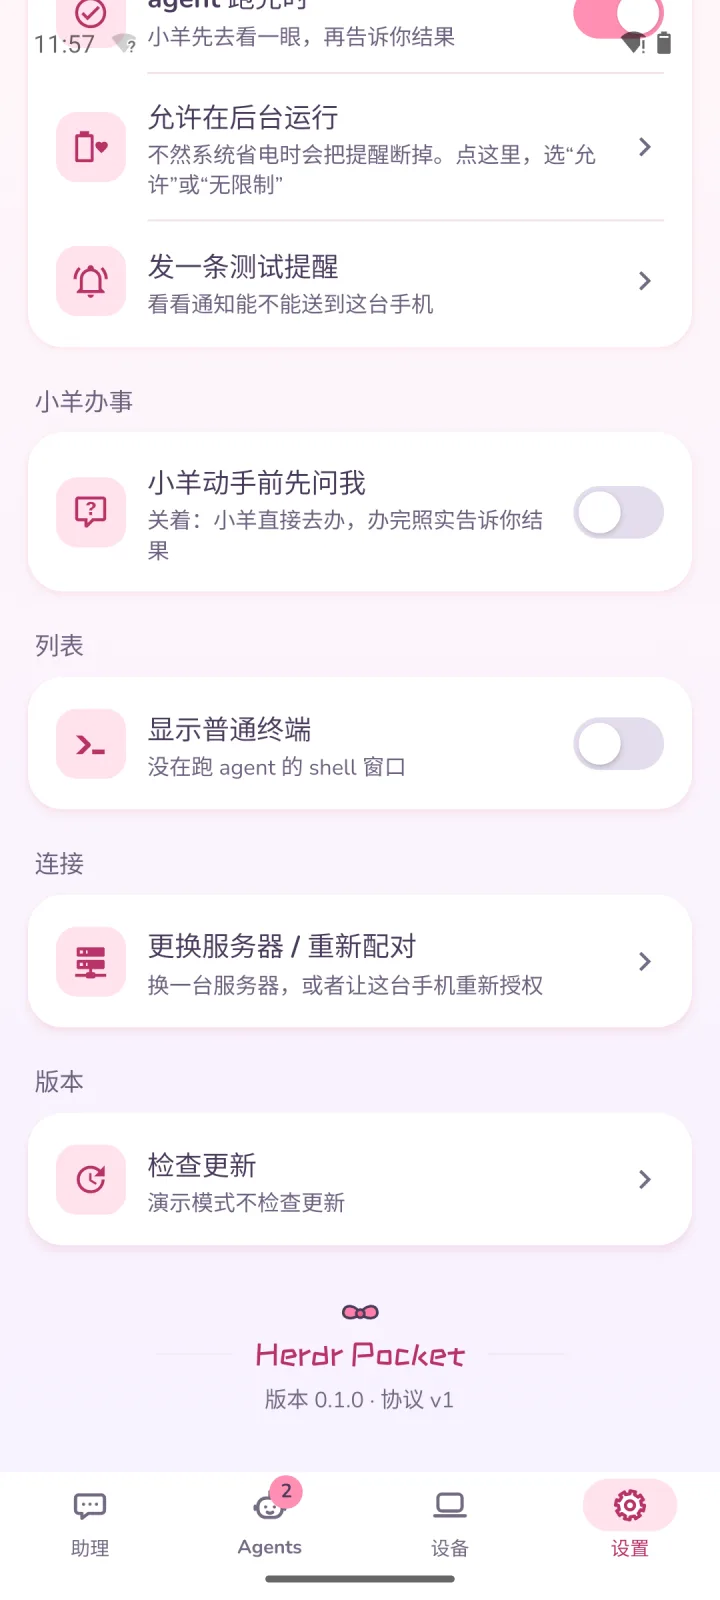 agent 跑完时
小羊先去看一眼，再告诉你结果
11:57
允许在后台运行
不然系统省电时会把提醒断掉。点这里，选“允
许”或“无限制”
发一条测试提醒
看看通知能不能送到这台手机
小羊办事
小羊动手前先问我
关着：小羊直接去办，办完照实告诉你结
果
列表
显示普通终端
没在跑 agent 的 shell 窗口
连接
更换服务器 / 重新配对
换一台服务器，或者让这台手机重新授权
版本
检查更新
演示模式不检查更新
Herdr Pocket
版本 0.1.0 · 协议 v1
2
助理
Agents
设备
设置